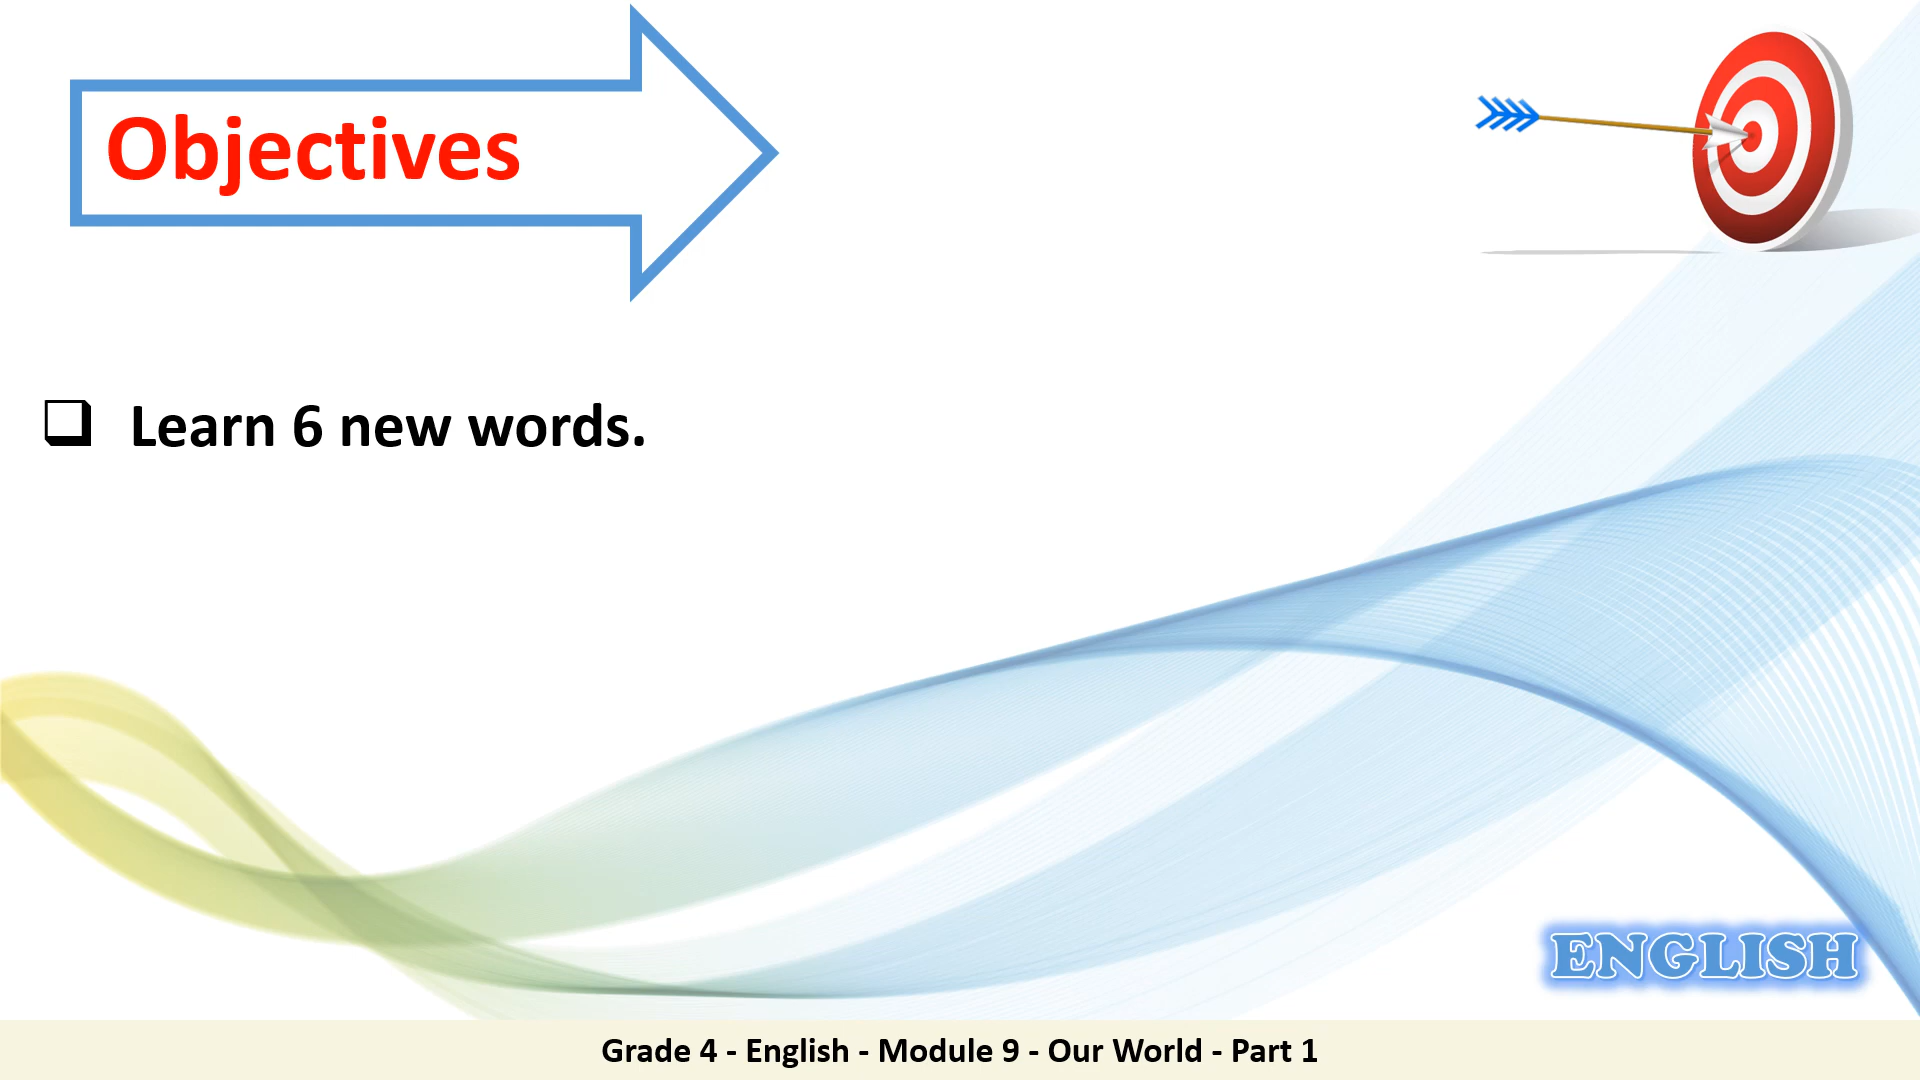 Objectives
Learn 6 new words.
ENGLISH
Grade 4 - English - Module 9 - Our World - Part 1